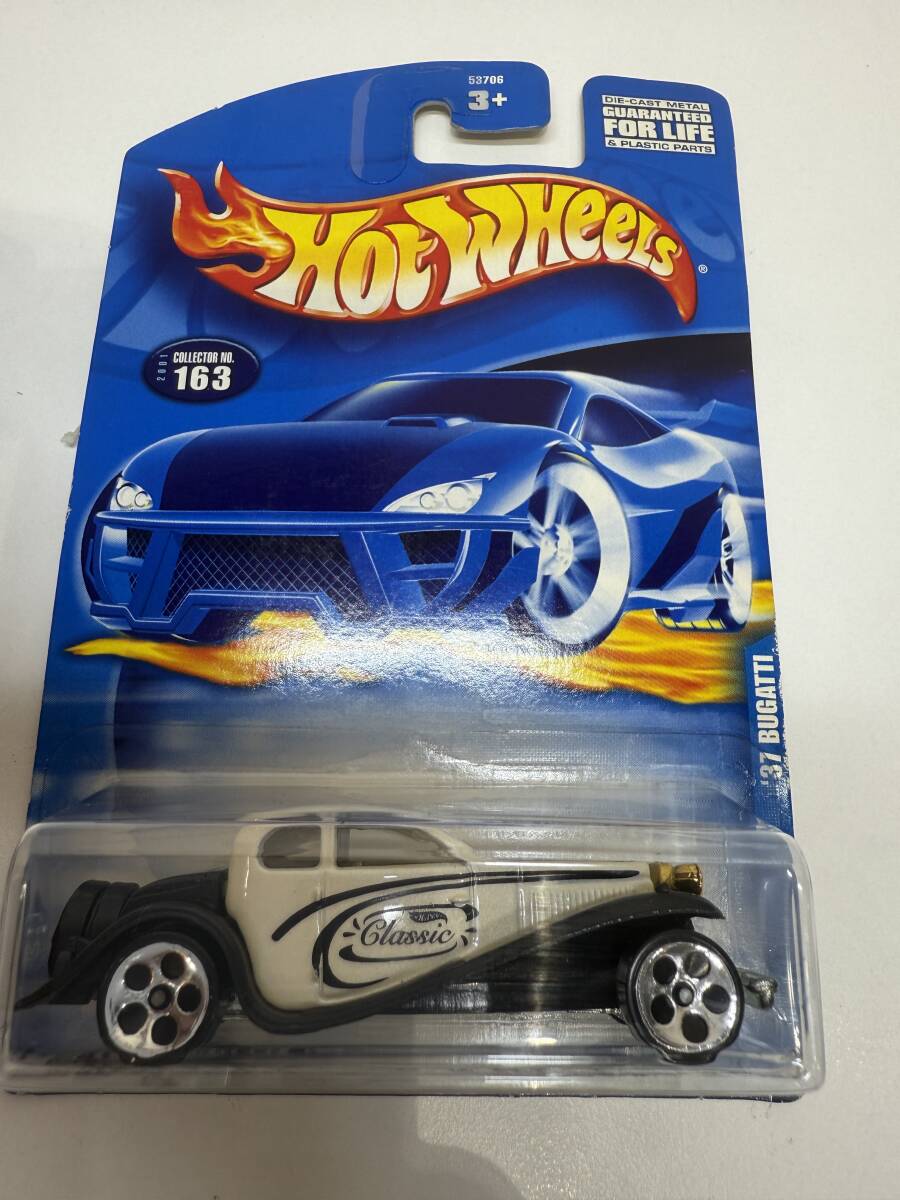 53706
3+
DIE-CAST METAL
GUARANTEED
FOR LIFE
& PLASTIC PARTS
HOT WHEELS®
2001
COLLECTOR NO.
163
'37 BUGATTI
Classic